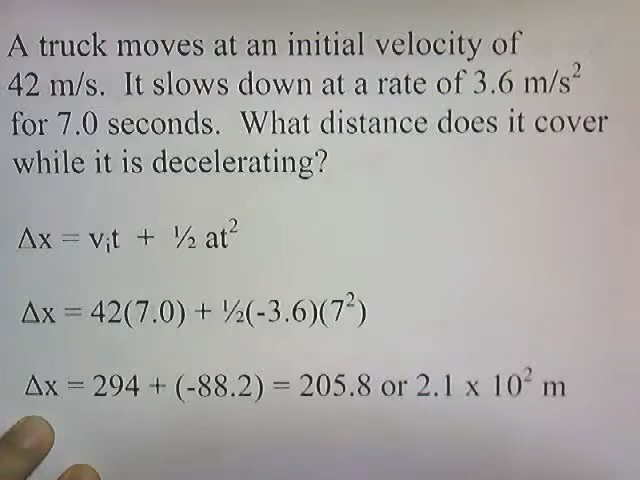 A truck moves at an initial velocity of
42 m/s. It slows down at a rate of 3.6 m/s²
for 7.0 seconds. What distance does it cover
while it is decelerating?
Δx = vᵢt + ½ at²
Δx = 42(7.0) + ½(-3.6)(7²)
Δx = 294 + (-88.2) = 205.8 or 2.1 x 10² m